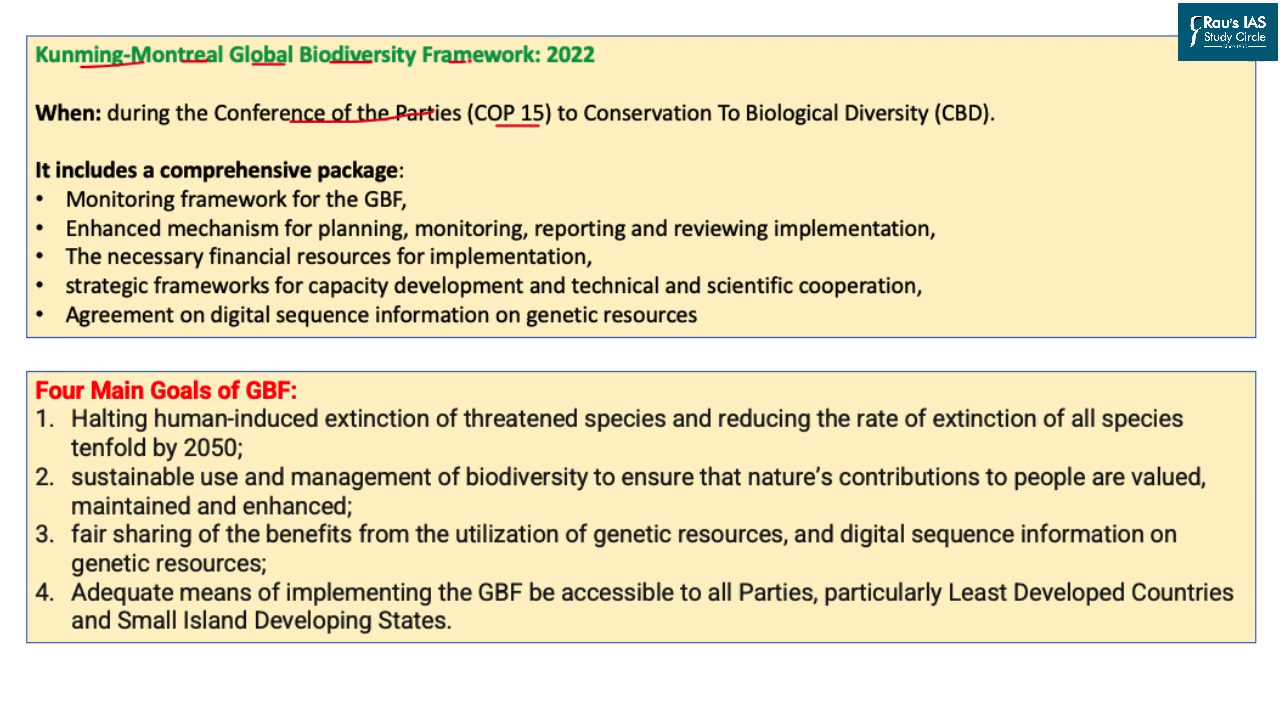 Rau's IAS
Study Circle
Kunming-Montreal Global Biodiversity Framework: 2022
When: during the Conference of the Parties (COP 15) to Conservation To Biological Diversity (CBD).
It includes a comprehensive package:
• Monitoring framework for the GBF,
• Enhanced mechanism for planning, monitoring, reporting and reviewing implementation,
• The necessary financial resources for implementation,
• strategic frameworks for capacity development and technical and scientific cooperation,
• Agreement on digital sequence information on genetic resources
Four Main Goals of GBF:
1. Halting human-induced extinction of threatened species and reducing the rate of extinction of all species
tenfold by 2050;
2. sustainable use and management of biodiversity to ensure that nature’s contributions to people are valued,
maintained and enhanced;
3. fair sharing of the benefits from the utilization of genetic resources, and digital sequence information on
genetic resources;
4. Adequate means of implementing the GBF be accessible to all Parties, particularly Least Developed Countries
and Small Island Developing States.